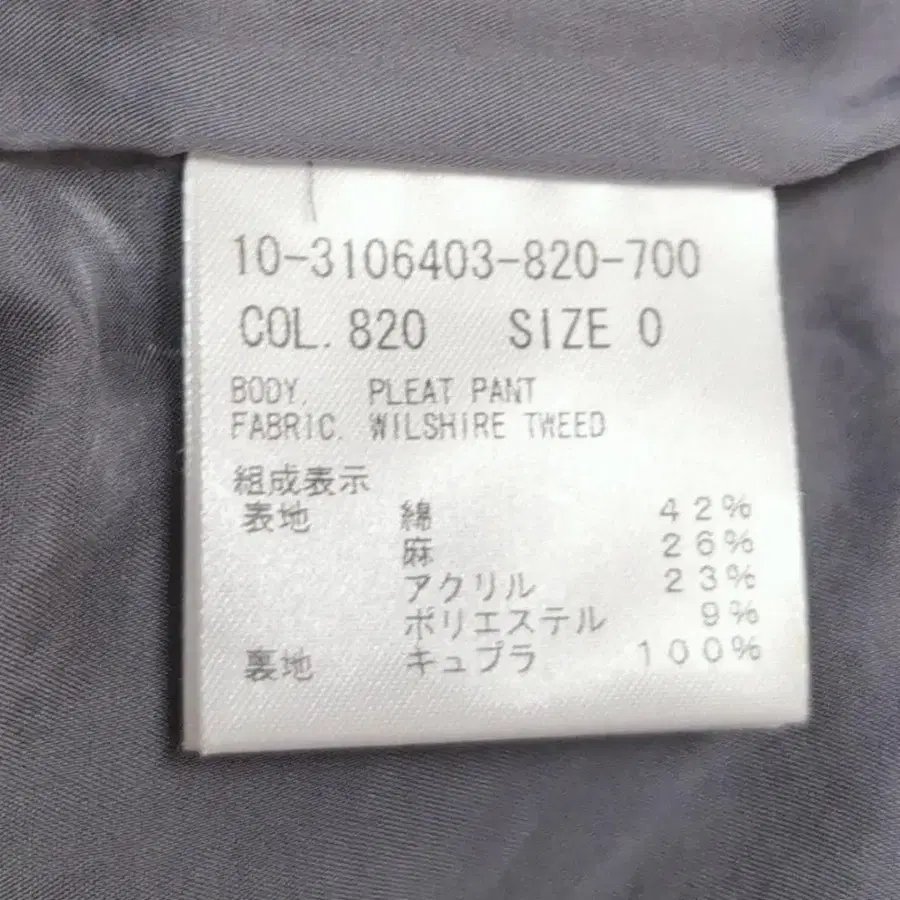 10-3106403-820-700
COL. 820 SIZE 0
BODY. PLEAT PANT
FABRIC. WILSHIRE TWEED
組成表示
表地 綿 42%
麻 26%
アクリル 23%
ポリエステル 9%
裏地 キュプラ 100%